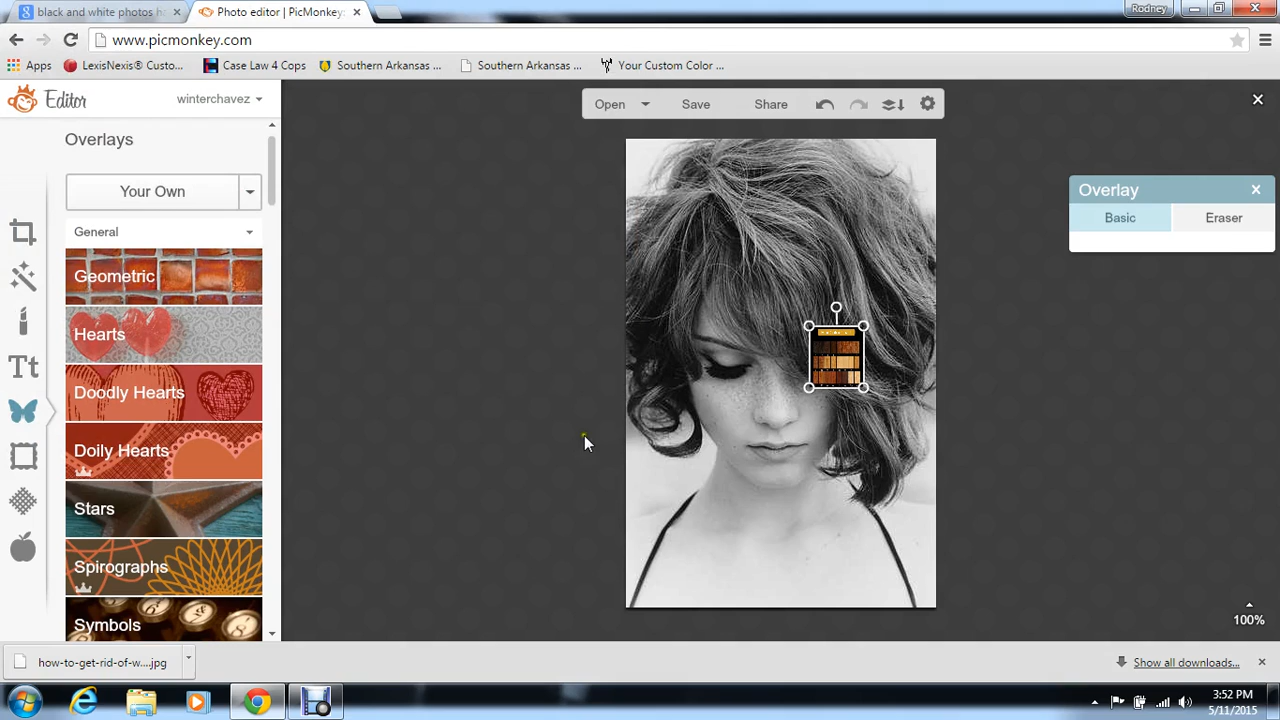 black and white photos h
Photo editor | PicMonkey:
Rodney
www.picmonkey.com
Apps
LexisNexis® Custo...
Case Law 4 Cops
Southern Arkansas ...
Southern Arkansas ...
Your Custom Color ...
Editor
winterchavez
Open
Save
Share
Overlays
Your Own
General
Geometric
Hearts
Doodly Hearts
Doily Hearts
Stars
Spirographs
Symbols
Tt
Overlay
Basic
Eraser
100%
how-to-get-rid-of-w....jpg
Show all downloads...
3:52 PM
5/11/2015